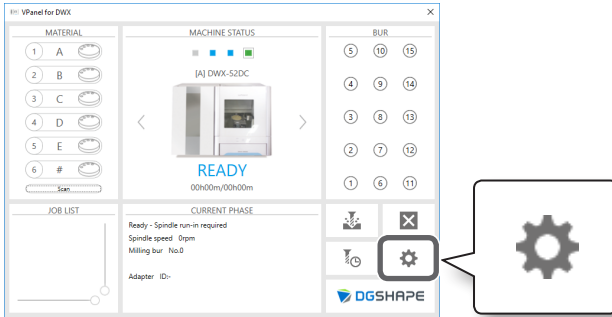 VPanel for DWX
MATERIAL
1 A
2 B
3 C
4 D
5 E
6 #
Scan
MACHINE STATUS
[A] DWX-52DC
READY
00h00m/00h00m
BUR
5 10 15
4 9 14
3 8 13
2 7 12
1 6 11
JOB LIST
CURRENT PHASE
Ready - Spindle run-in required
Spindle speed 0rpm
Milling bur No.0
Adapter ID:-
DGSHAPE